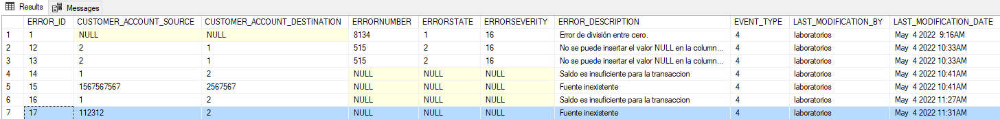 Results Messages
ERROR_ID CUSTOMER_ACCOUNT_SOURCE CUSTOMER_ACCOUNT_DESTINATION ERRORNUMBER ERRORSTATE ERRORSEVERITY ERROR_DESCRIPTION EVENT_TYPE LAST_MODIFICATION_BY LAST_MODIFICATION_DATE
1 1 NULL NULL 8134 1 16 Error de división entre cero. 4 laboratorios May 4 2022 9:16AM
2 12 2 1 515 2 16 No se puede insertar el valor NULL en la column... 4 laboratorios May 4 2022 10:33AM
3 13 2 1 515 2 16 No se puede insertar el valor NULL en la column... 4 laboratorios May 4 2022 10:33AM
4 14 1 2 NULL NULL NULL Saldo es insuficiente para la transaccion 4 laboratorios May 4 2022 10:41AM
5 15 1567567567 2567567 NULL NULL NULL Fuente inexistente 4 laboratorios May 4 2022 10:41AM
6 16 1 2 NULL NULL NULL Saldo es insuficiente para la transaccion 4 laboratorios May 4 2022 11:27AM
7 17 112312 2 NULL NULL NULL Fuente inexistente 4 laboratorios May 4 2022 11:31AM